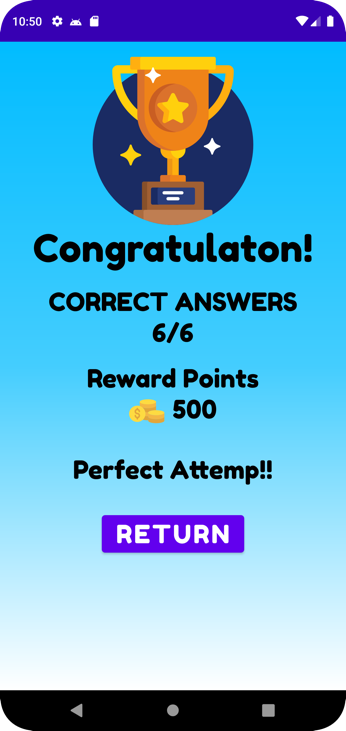 10:50
Congratulaton!
CORRECT ANSWERS
6/6
Reward Points
$ 500
Perfect Attemp!!
RETURN